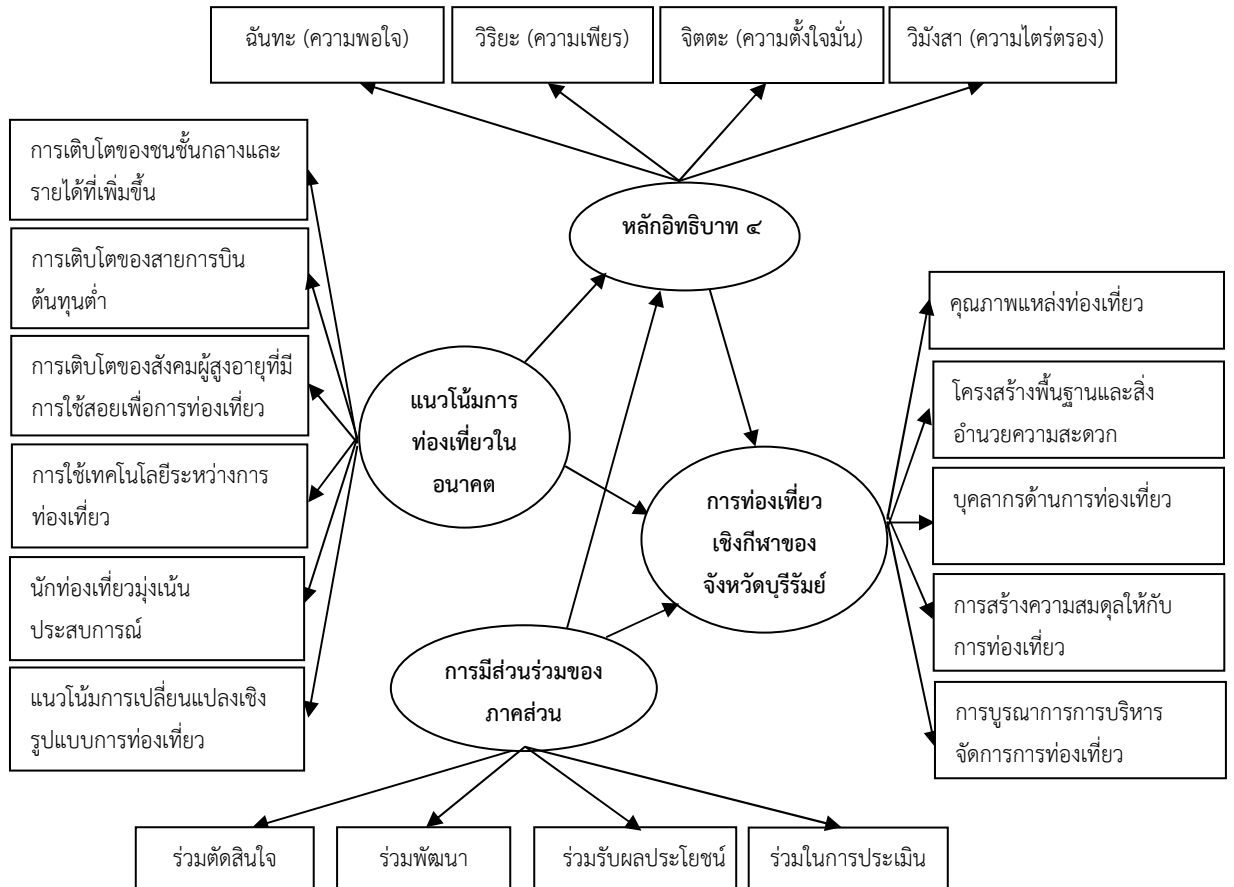 ฉันทะ (ความพอใจ)
วิริยะ (ความเพียร)
จิตตะ (ความตั้งใจมั่น)
วิมังสา (ความไตร่ตรอง)
หลักอิทธิบาท ๔
การเติบโตของชนชั้นกลางและ
รายได้ที่เพิ่มขึ้น
การเติบโตของสายการบิน
ต้นทุนต่ำ
การเติบโตของสังคมผู้สูงอายุที่มี
การใช้สอยเพื่อการท่องเที่ยว
การใช้เทคโนโลยีระหว่างการ
ท่องเที่ยว
นักท่องเที่ยวมุ่งเน้น
ประสบการณ์
แนวโน้มการเปลี่ยนแปลงเชิง
รูปแบบการท่องเที่ยว
แนวโน้มการ
ท่องเที่ยวใน
อนาคต
การท่องเที่ยว
เชิงกีฬาของ
จังหวัดบุรีรัมย์
คุณภาพแหล่งท่องเที่ยว
โครงสร้างพื้นฐานและสิ่ง
อำนวยความสะดวก
บุคลากรด้านการท่องเที่ยว
การสร้างความสมดุลให้กับ
การท่องเที่ยว
การบูรณาการการบริหาร
จัดการการท่องเที่ยว
การมีส่วนร่วมของ
ภาคส่วน
ร่วมตัดสินใจ
ร่วมพัฒนา
ร่วมรับผลประโยชน์
ร่วมในการประเมิน